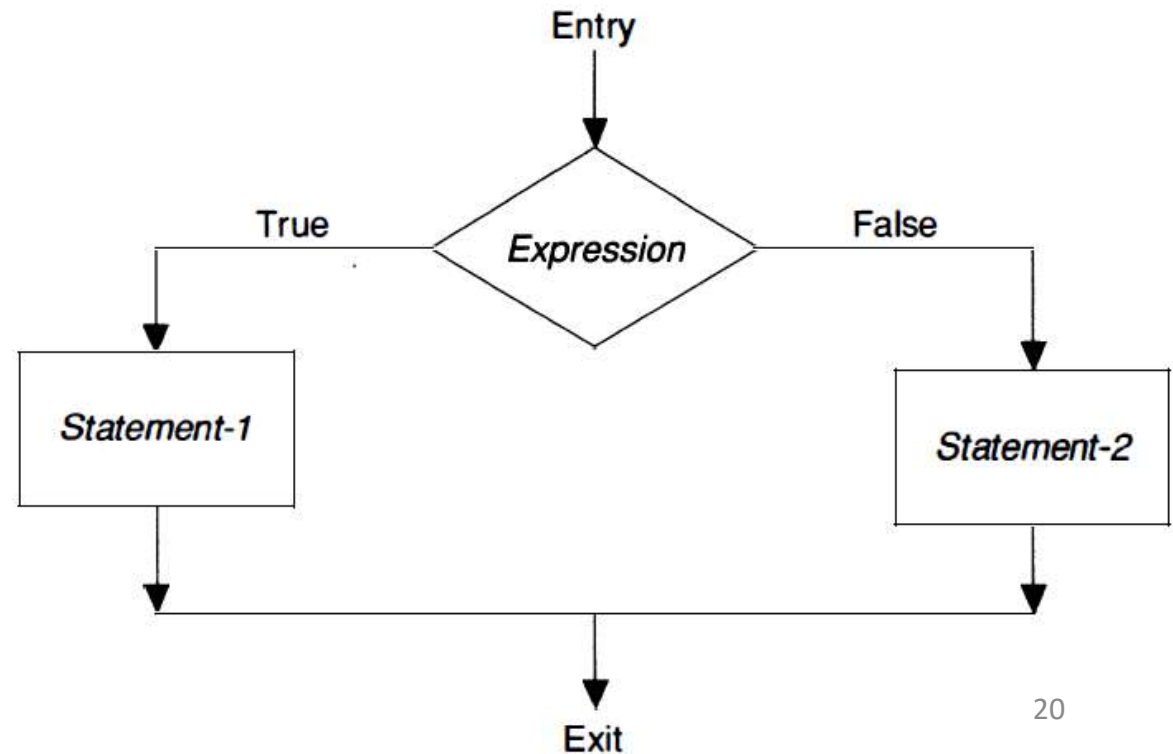 Entry
True
False
Expression
Statement-1
Statement-2
20
Exit